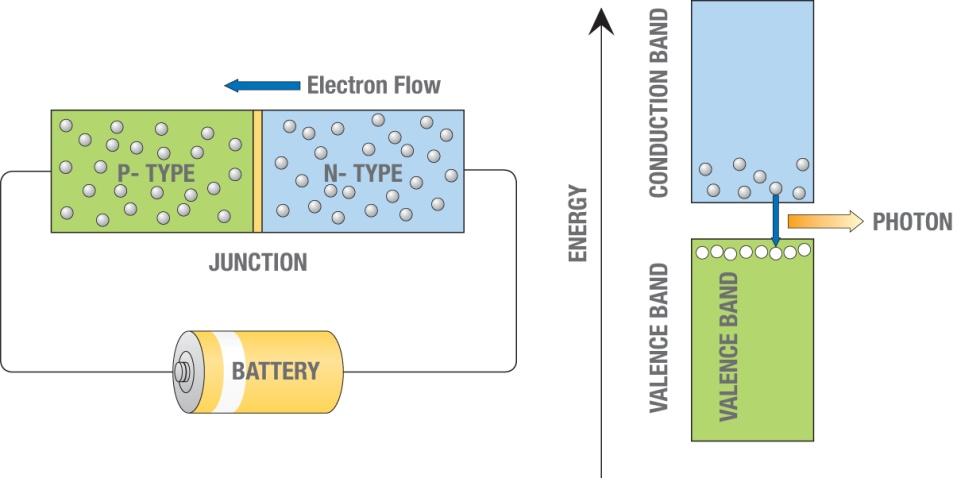 Electron Flow
P- TYPE
N- TYPE
JUNCTION
BATTERY
ENERGY
CONDUCTION BAND
PHOTON
VALENCE BAND
VALENCE BAND